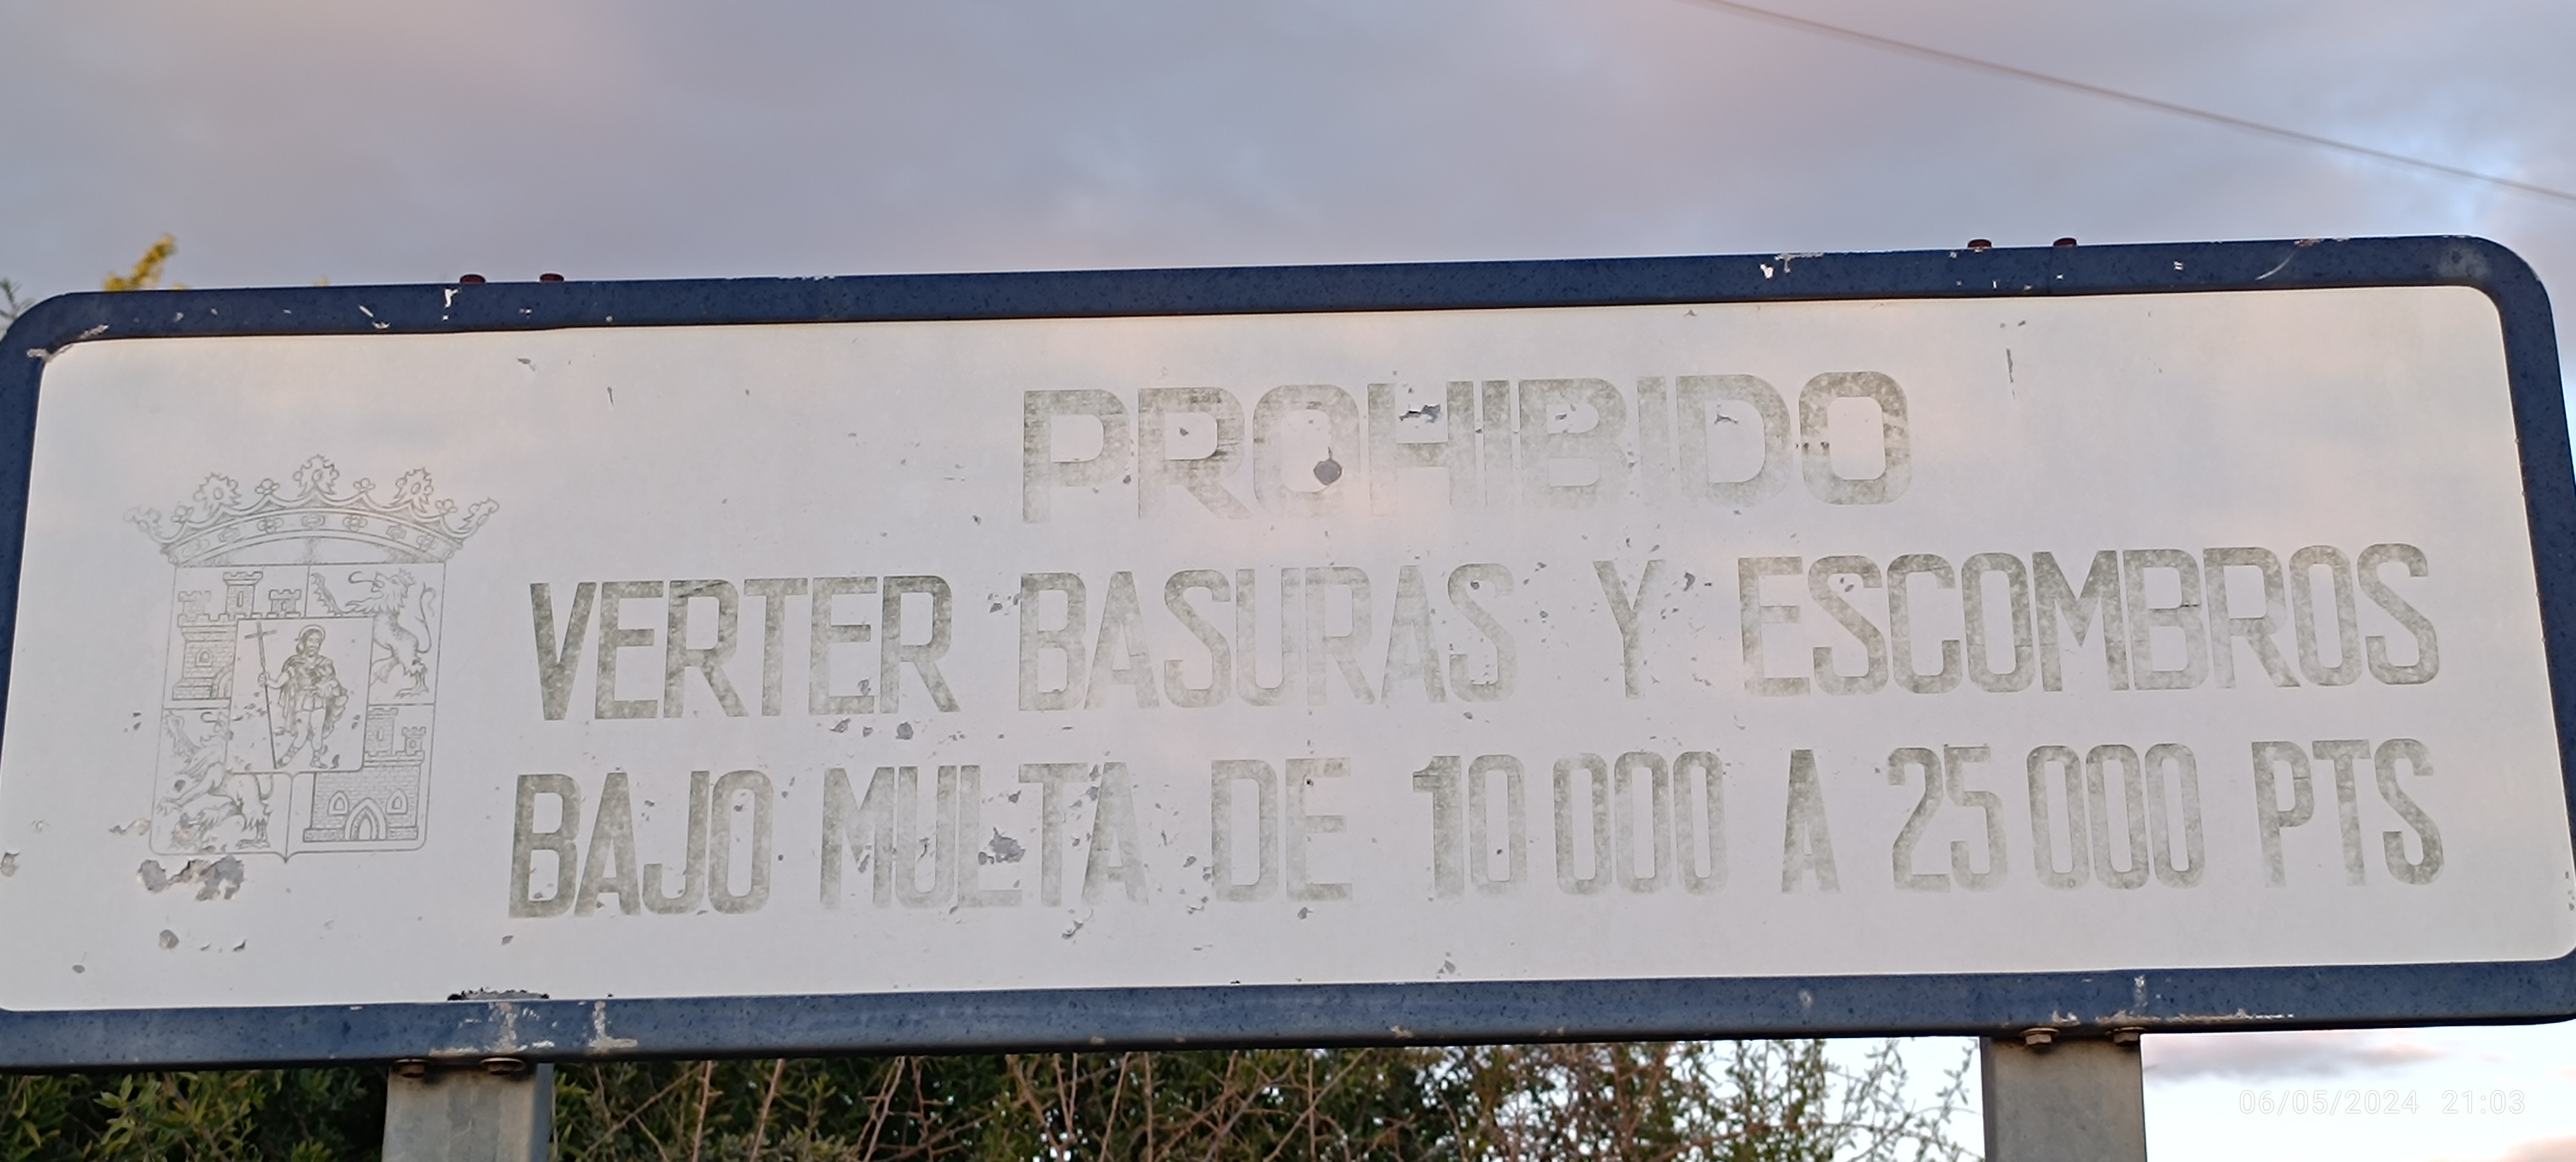 PROHIBIDO
VERTER BASURAS Y ESCOMBROS
BAJO MULTA DE 10 000 A 25 000 PTS
06/05/2024 21:03